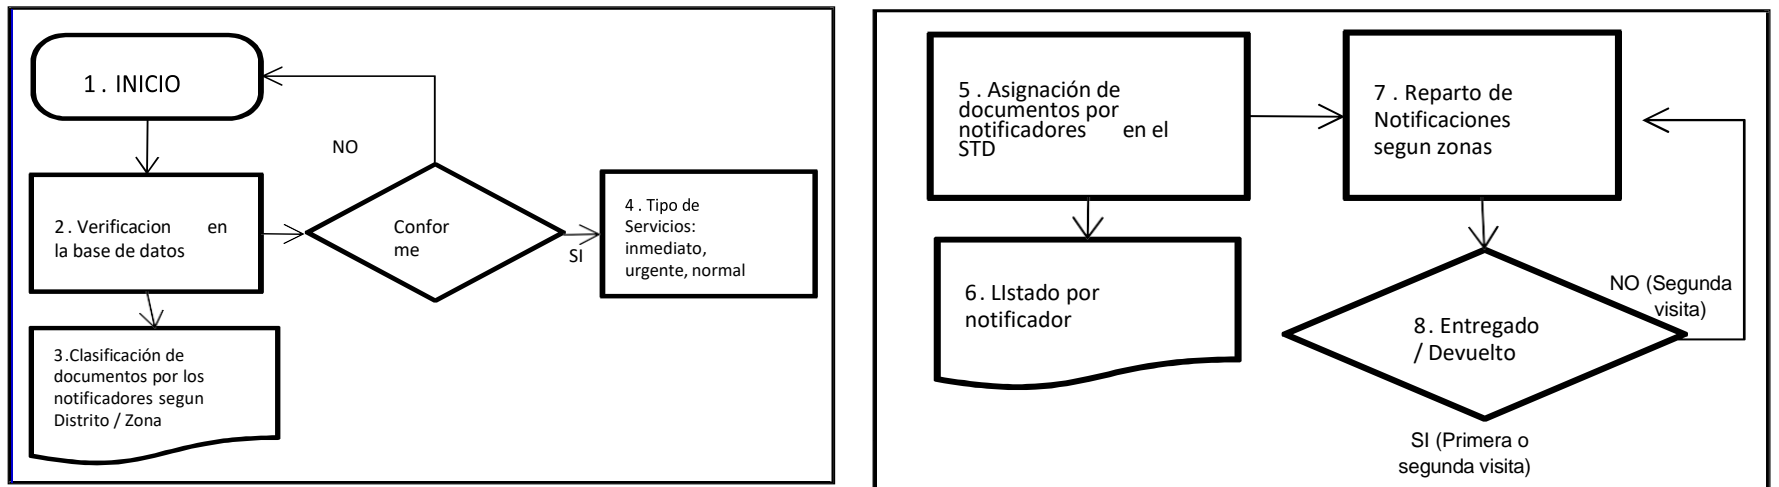 1. INICIO
NO
2. Verificacion en
la base de datos
Confor
me
SI
4. Tipo de
Servicios:
inmediato,
urgente, normal
3.Clasificación de
documentos por los
notificadores segun
Distrito / Zona
5. Asignación de
documentos por
notificadores en el
STD
7. Reparto de
Notificaciones
segun zonas
6. LIstado por
notificador
NO (Segunda
visita)
8. Entregado
/ Devuelto
SI (Primera o
segunda visita)